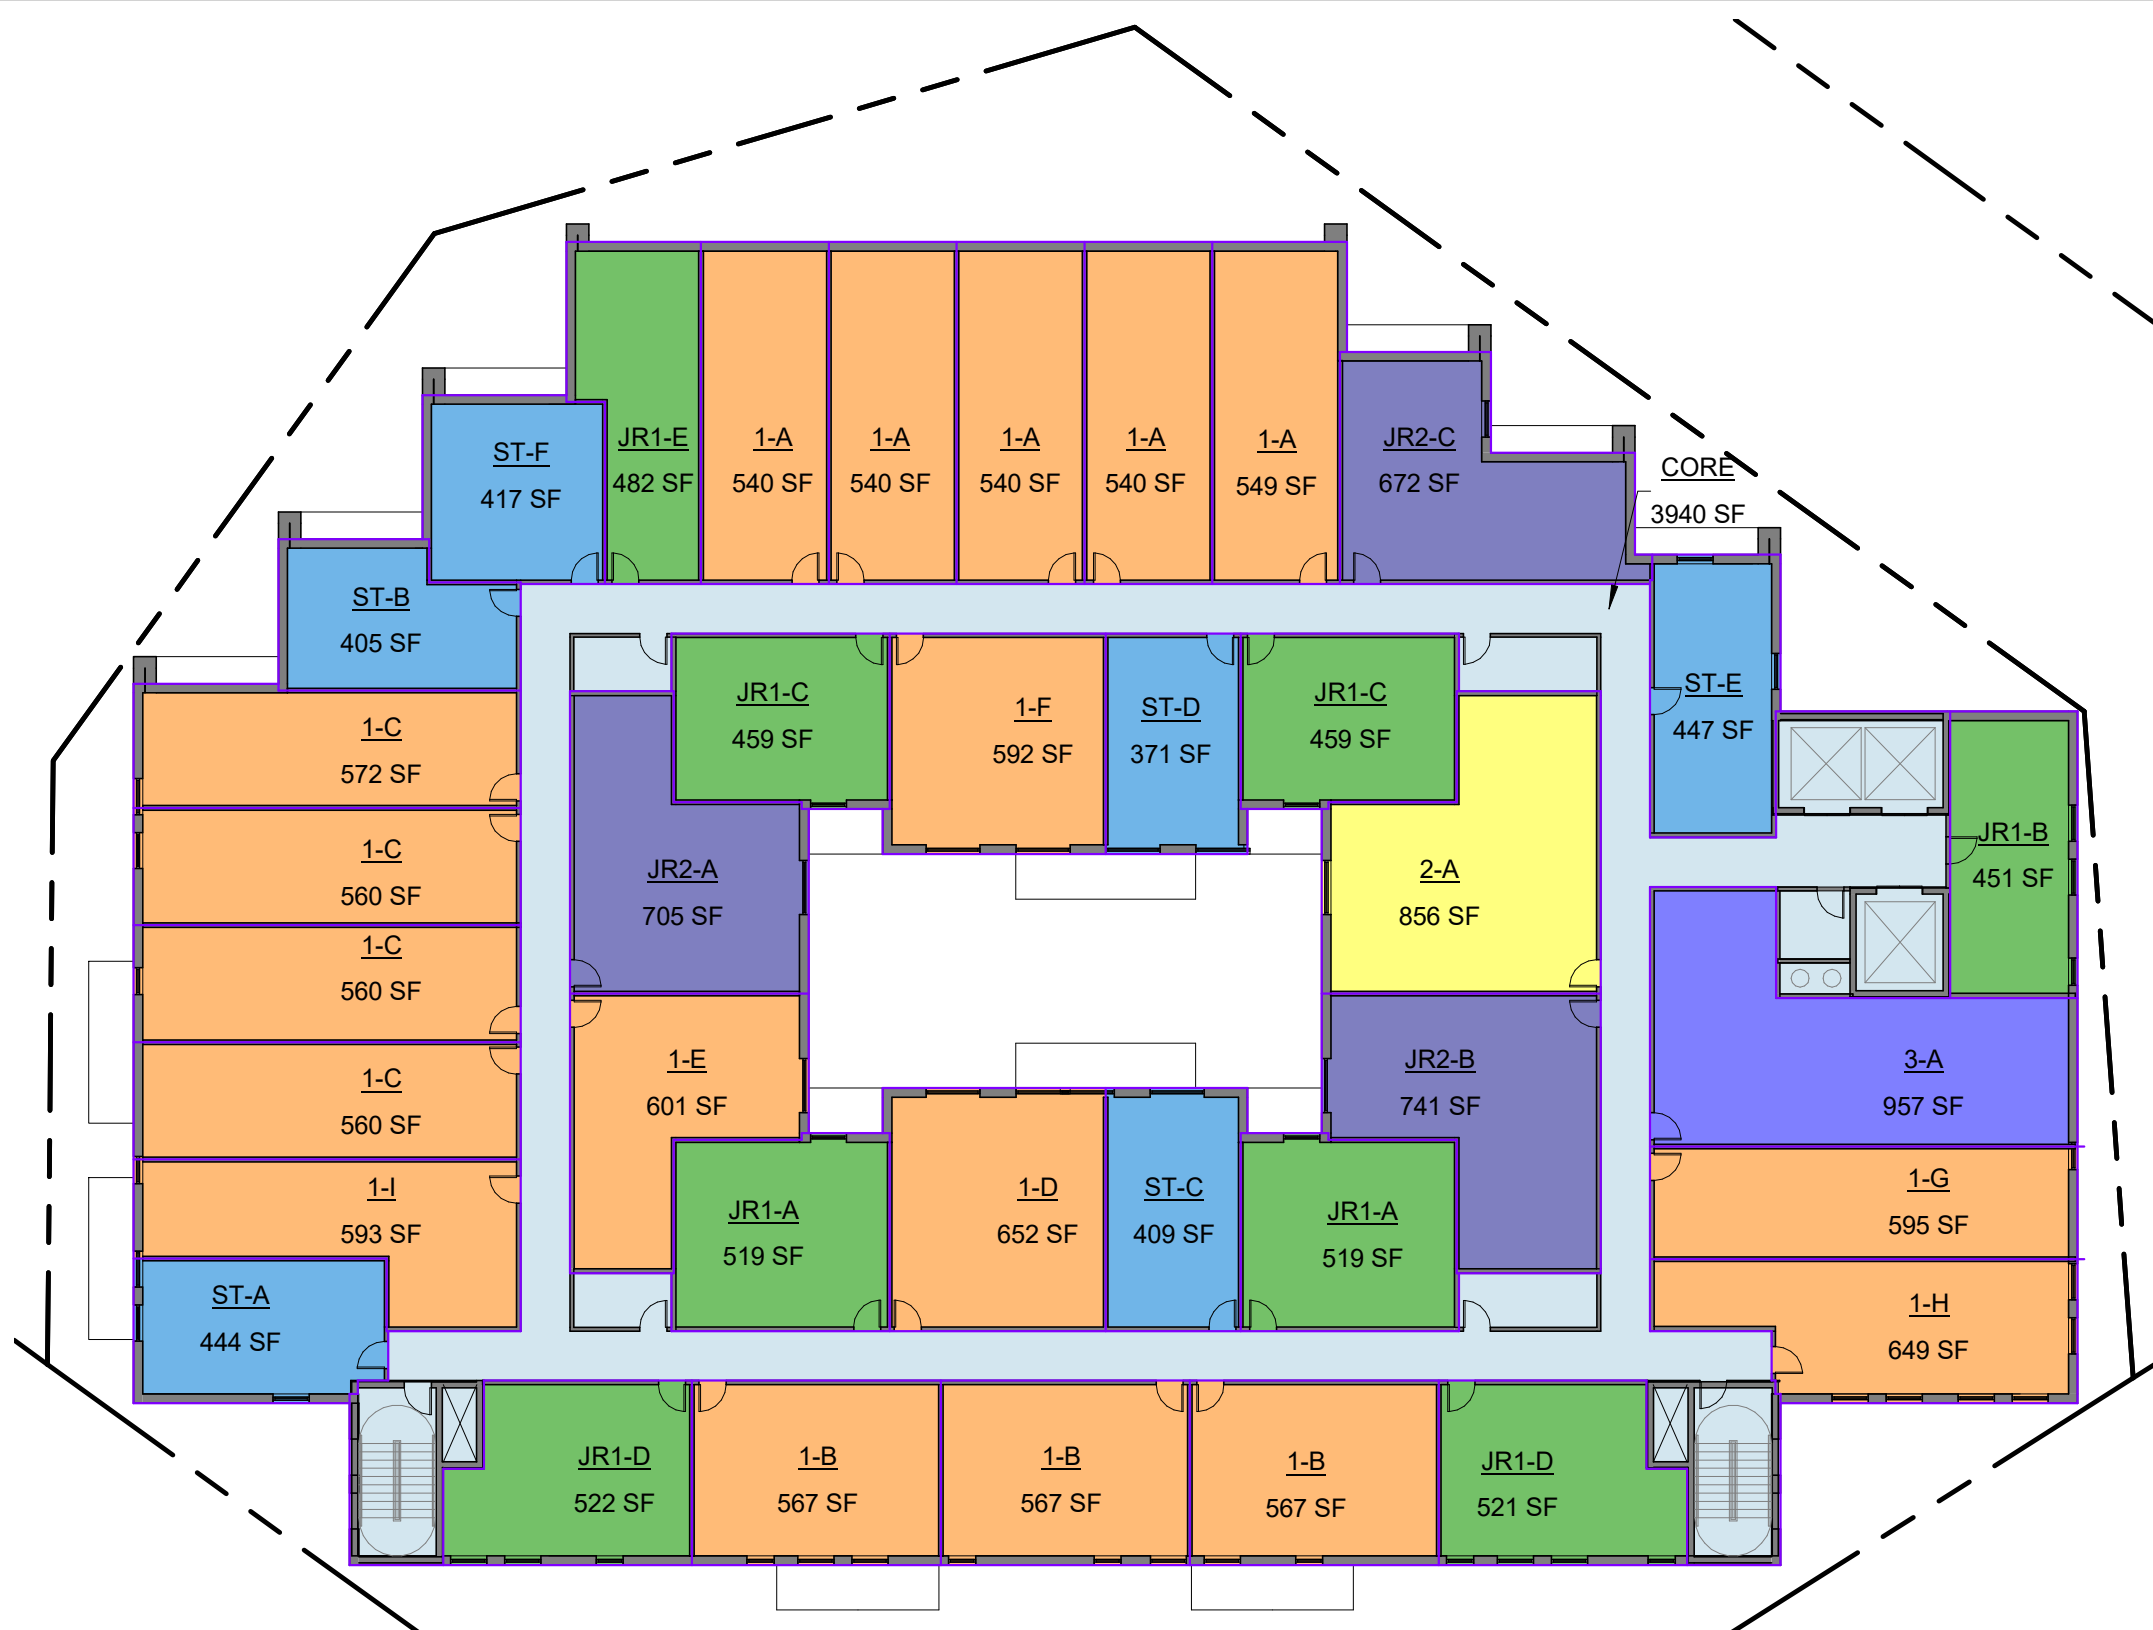 JR1-E
482 SF
1-A
540 SF
1-A
540 SF
1-A
540 SF
1-A
540 SF
1-A
549 SF
JR2-C
672 SF
ST-F
417 SF
CORE
3940 SF
ST-B
405 SF
JR1-C
459 SF
1-F
592 SF
ST-D
371 SF
JR1-C
459 SF
ST-E
447 SF
1-C
572 SF
1-C
560 SF
JR2-A
705 SF
2-A
856 SF
JR1-B
451 SF
1-C
560 SF
1-C
560 SF
1-E
601 SF
JR2-B
741 SF
3-A
957 SF
1-I
593 SF
JR1-A
519 SF
1-D
652 SF
ST-C
409 SF
JR1-A
519 SF
1-G
595 SF
ST-A
444 SF
1-H
649 SF
JR1-D
522 SF
1-B
567 SF
1-B
567 SF
1-B
567 SF
JR1-D
521 SF